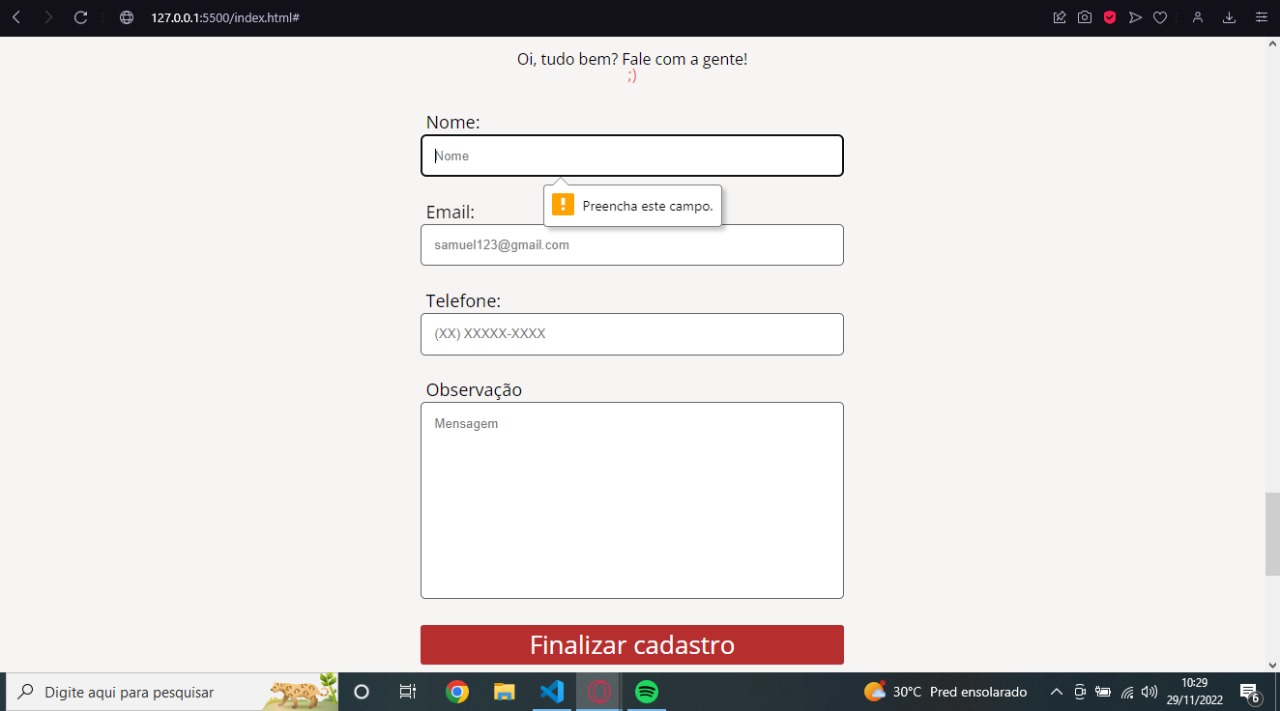 127.0.0.1:5500/index.html#
Oi, tudo bem? Fale com a gente!
;)
Nome:
Nome
Preencha este campo.
Email:
samuel123@gmail.com
Telefone:
(XX) XXXXX-XXXX
Observação
Mensagem
Finalizar cadastro
Digite aqui para pesquisar
30°C Pred ensolarado
10:29
29/11/2022
6